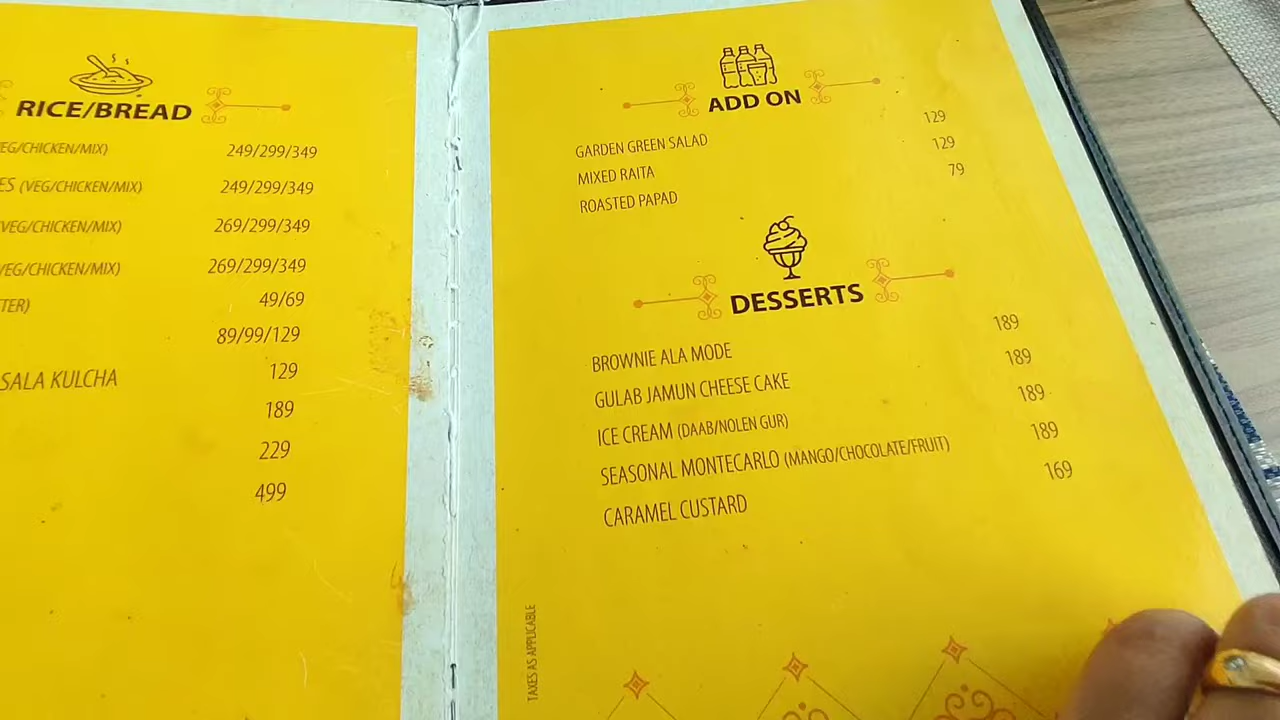 RICE/BREAD
VEG/CHICKEN/MIX) 249/299/349
ES (VEG/CHICKEN/MIX) 249/299/349
VEG/CHICKEN/MIX) 269/299/349
VEG/CHICKEN/MIX) 269/299/349
TER) 49/69
89/99/129
SALA KULCHA 129
189
229
499
ADD ON
GARDEN GREEN SALAD 129
MIXED RAITA 129
ROASTED PAPAD 79
DESSERTS
BROWNIE ALA MODE 189
GULAB JAMUN CHEESE CAKE 189
ICE CREAM (DAAB/NOLEN GUR) 189
SEASONAL MONTECARLO (MANGO/CHOCOLATE/FRUIT) 189
CARAMEL CUSTARD 169
TAXES AS APPLICABLE